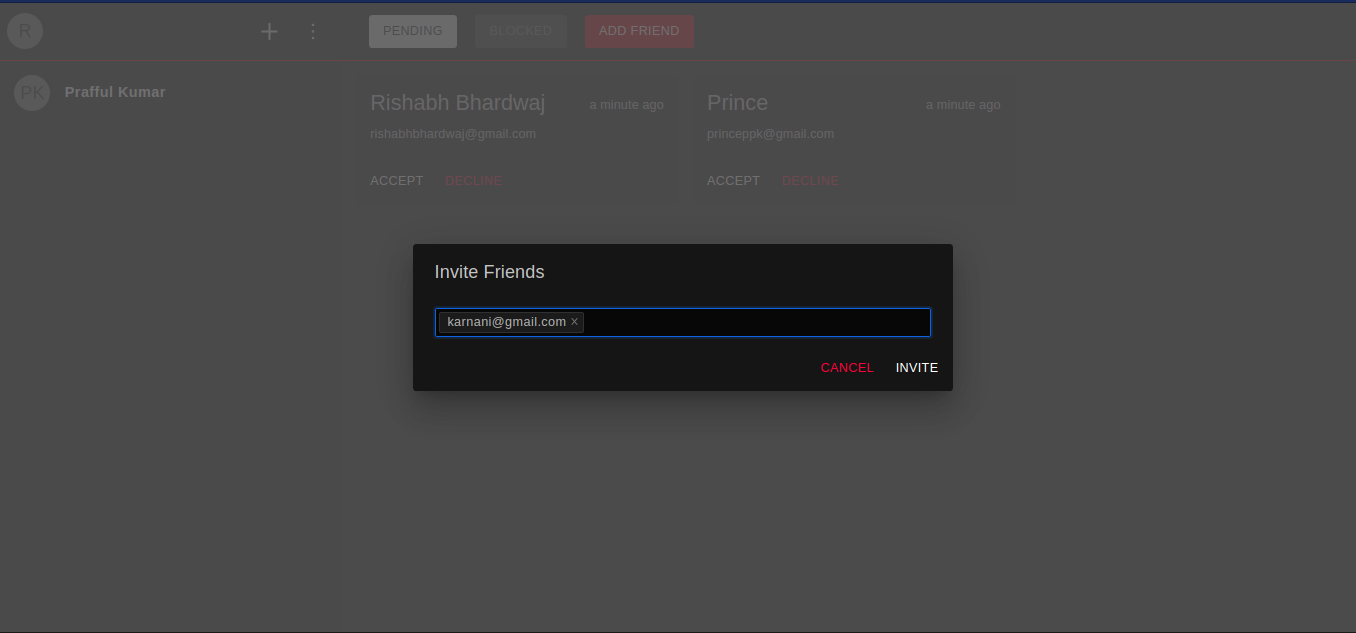 R
PENDING
BLOCKED
ADD FRIEND
PK
Prafful Kumar
Rishabh Bhardwaj
a minute ago
rishabhbhardwaj@gmail.com
ACCEPT
DECLINE
Prince
a minute ago
princeppk@gmail.com
ACCEPT
DECLINE
Invite Friends
karnani@gmail.com x
CANCEL
INVITE